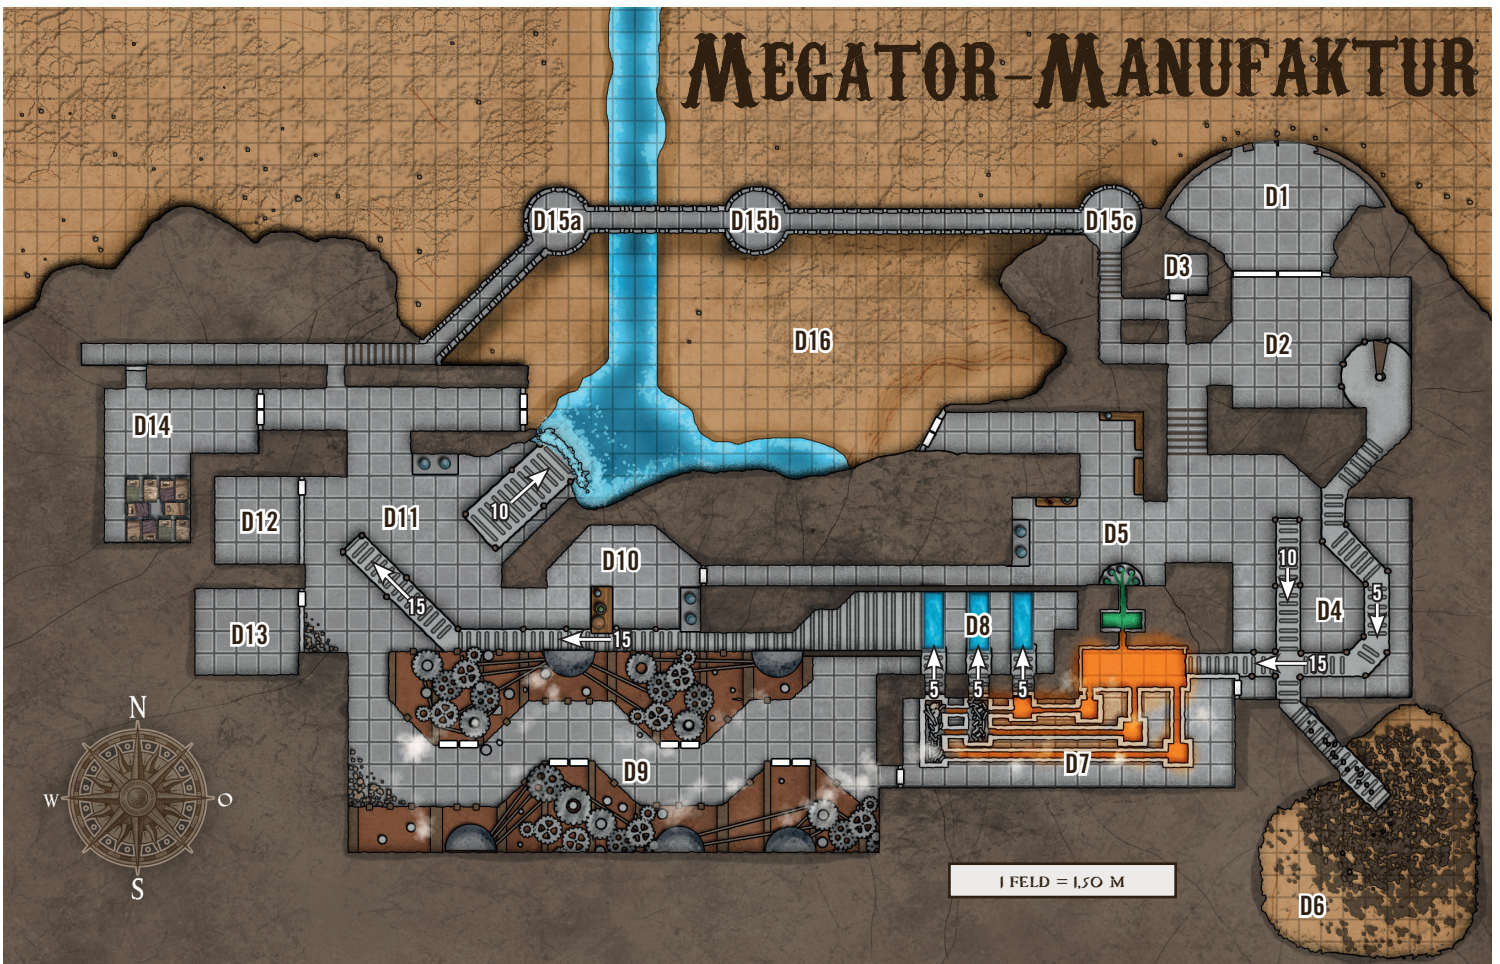 Megator-Manufaktur
D1
D15a
D15b
D15c
D3
D16
D2
D14
D12
D11
10
D10
D5
10
5
D4
15
D13
15
D8
15
5
5
5
D9
D7
N
W
O
S
1 Feld = 1,50 m
D6